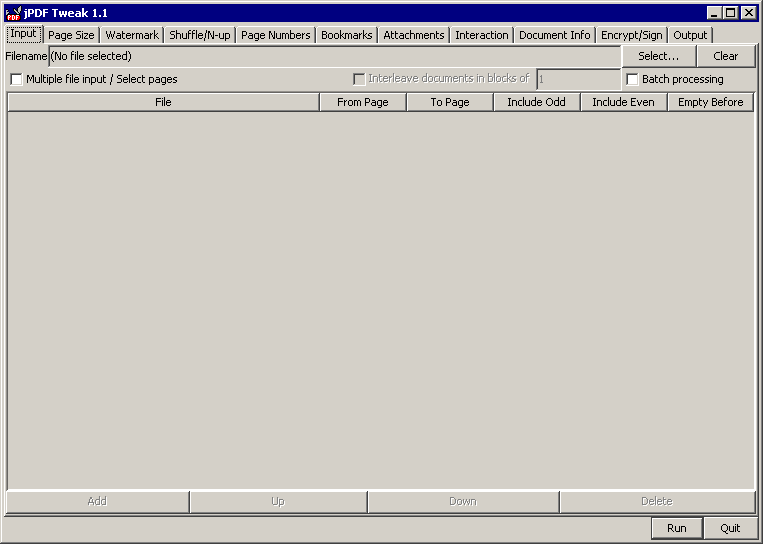 jPDF Tweak 1.1
Input Page Size Watermark Shuffle/N-up Page Numbers Bookmarks Attachments Interaction Document Info Encrypt/Sign Output
Filename (No file selected) Select... Clear
Multiple file input / Select pages Interleave documents in blocks of 1 Batch processing
File From Page To Page Include Odd Include Even Empty Before
Add Up Down Delete
Run Quit